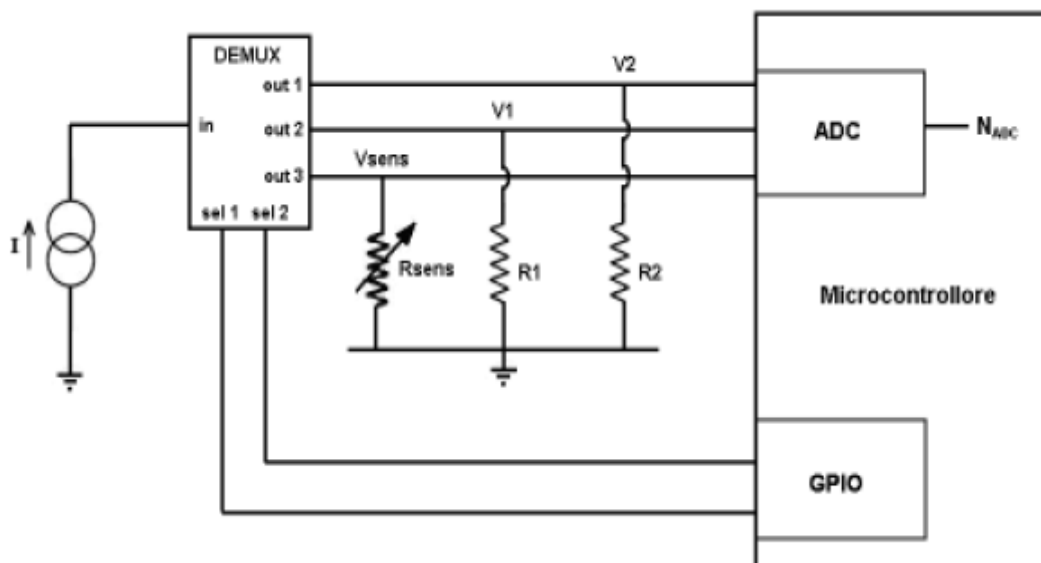 DEMUX
out 1
in
out 2
out 3
sel 1 sel 2
I
V2
V1
Vsens
Rsens
R1
R2
ADC
N_ADC
Microcontrollore
GPIO